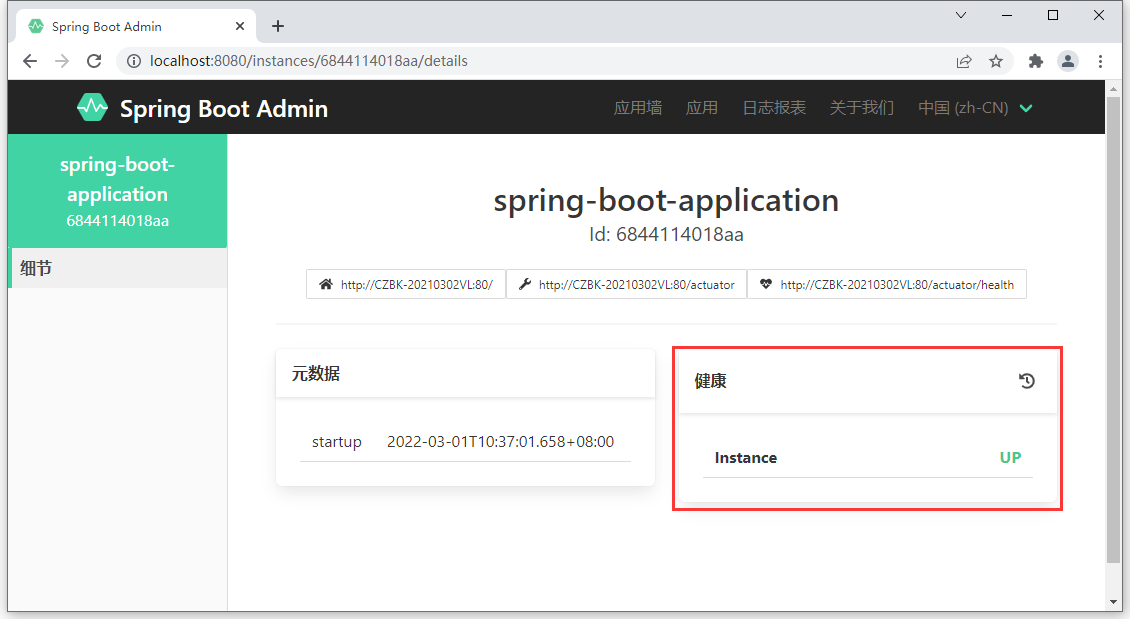 Spring Boot Admin
localhost:8080/instances/6844114018aa/details
Spring Boot Admin 应用墙 应用 日志报表 关于我们 中国 (zh-CN)
spring-boot-
application
6844114018aa
细节
spring-boot-application
Id: 6844114018aa
http://CZBK-20210302VL:80/ http://CZBK-20210302VL:80/actuator http://CZBK-20210302VL:80/actuator/health
元数据
startup 2022-03-01T10:37:01.658+08:00
健康
Instance UP